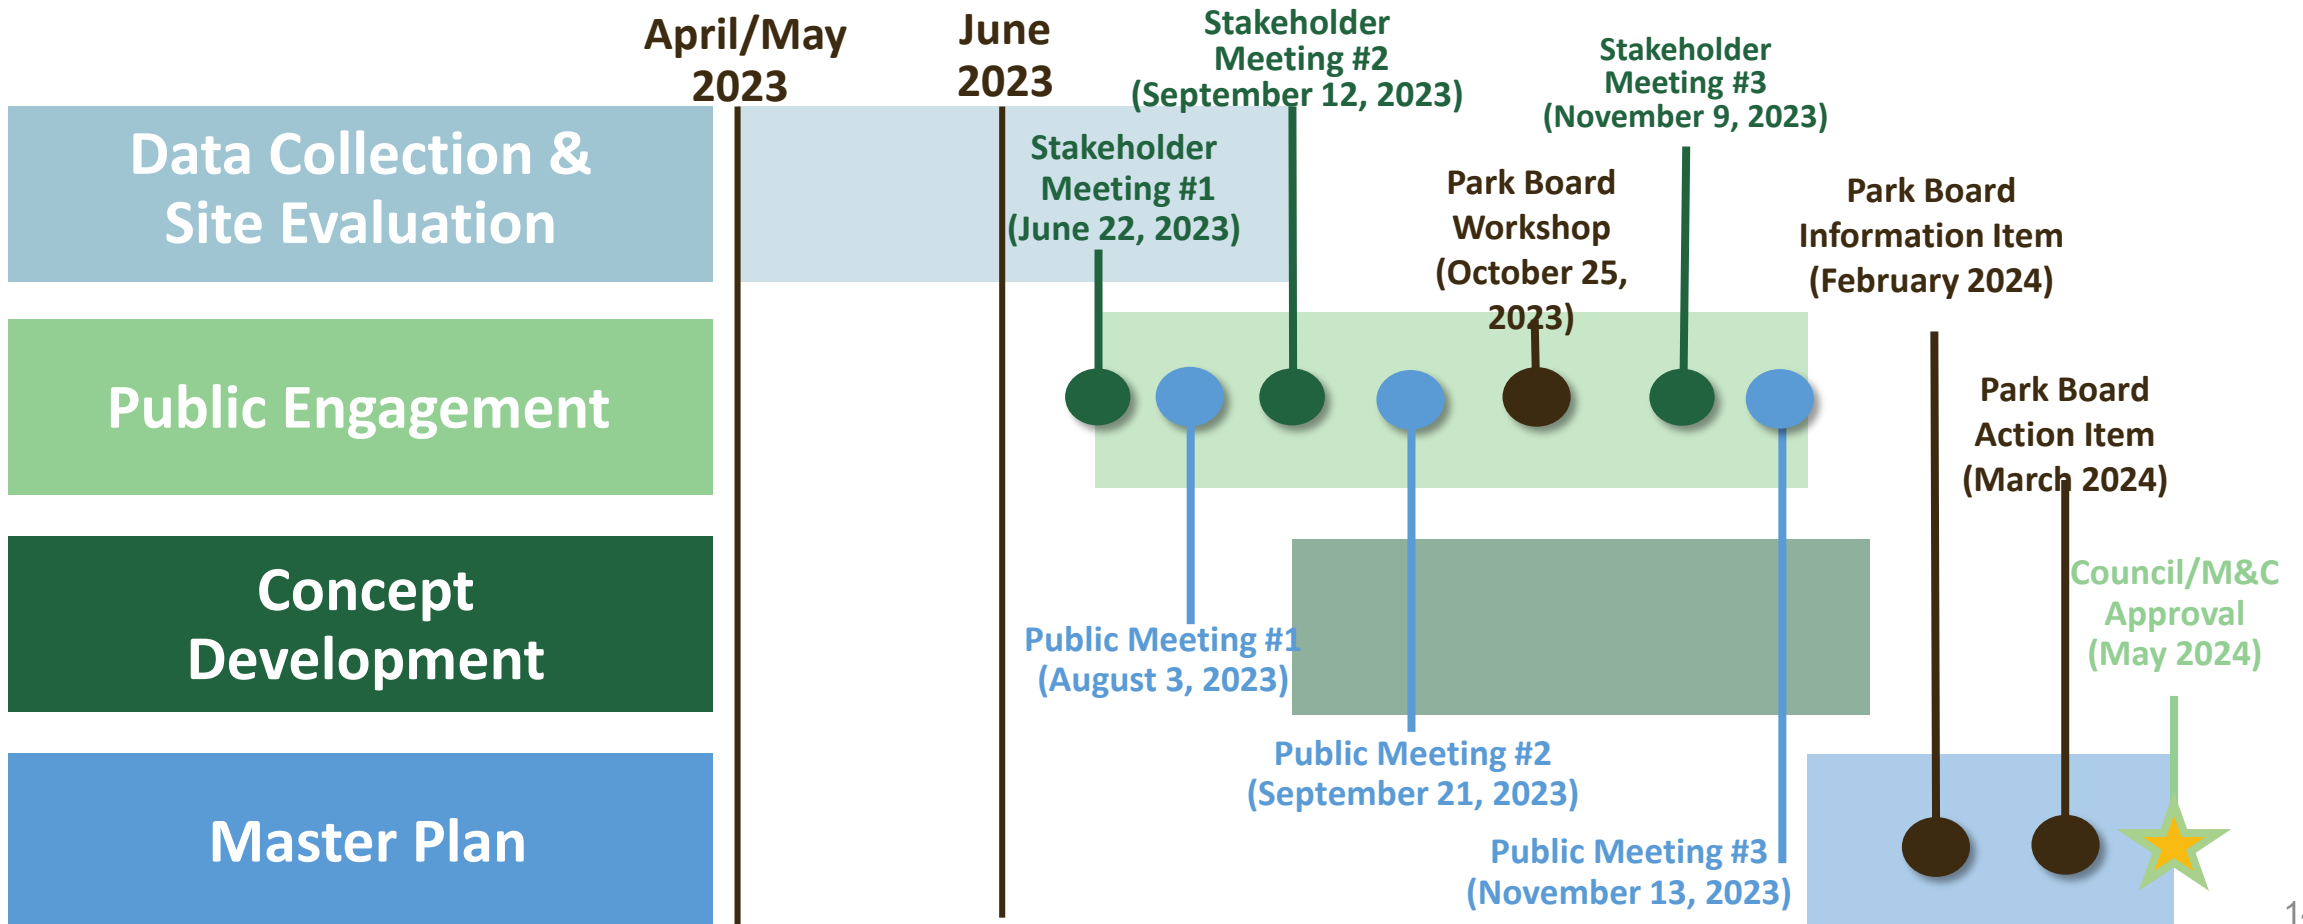 April/May
2023
June
2023
Stakeholder
Meeting #2
(September 12, 2023)
Stakeholder
Meeting #3
(November 9, 2023)
Data Collection &
Site Evaluation
Stakeholder
Meeting #1
(June 22, 2023)
Park Board
Workshop
(October 25,
2023)
Park Board
Information Item
(February 2024)
Public Engagement
Park Board
Action Item
(March 2024)
Concept
Development
Public Meeting #1
(August 3, 2023)
Council/M&C
Approval
(May 2024)
Public Meeting #2
(September 21, 2023)
Master Plan
Public Meeting #3
(November 13, 2023)